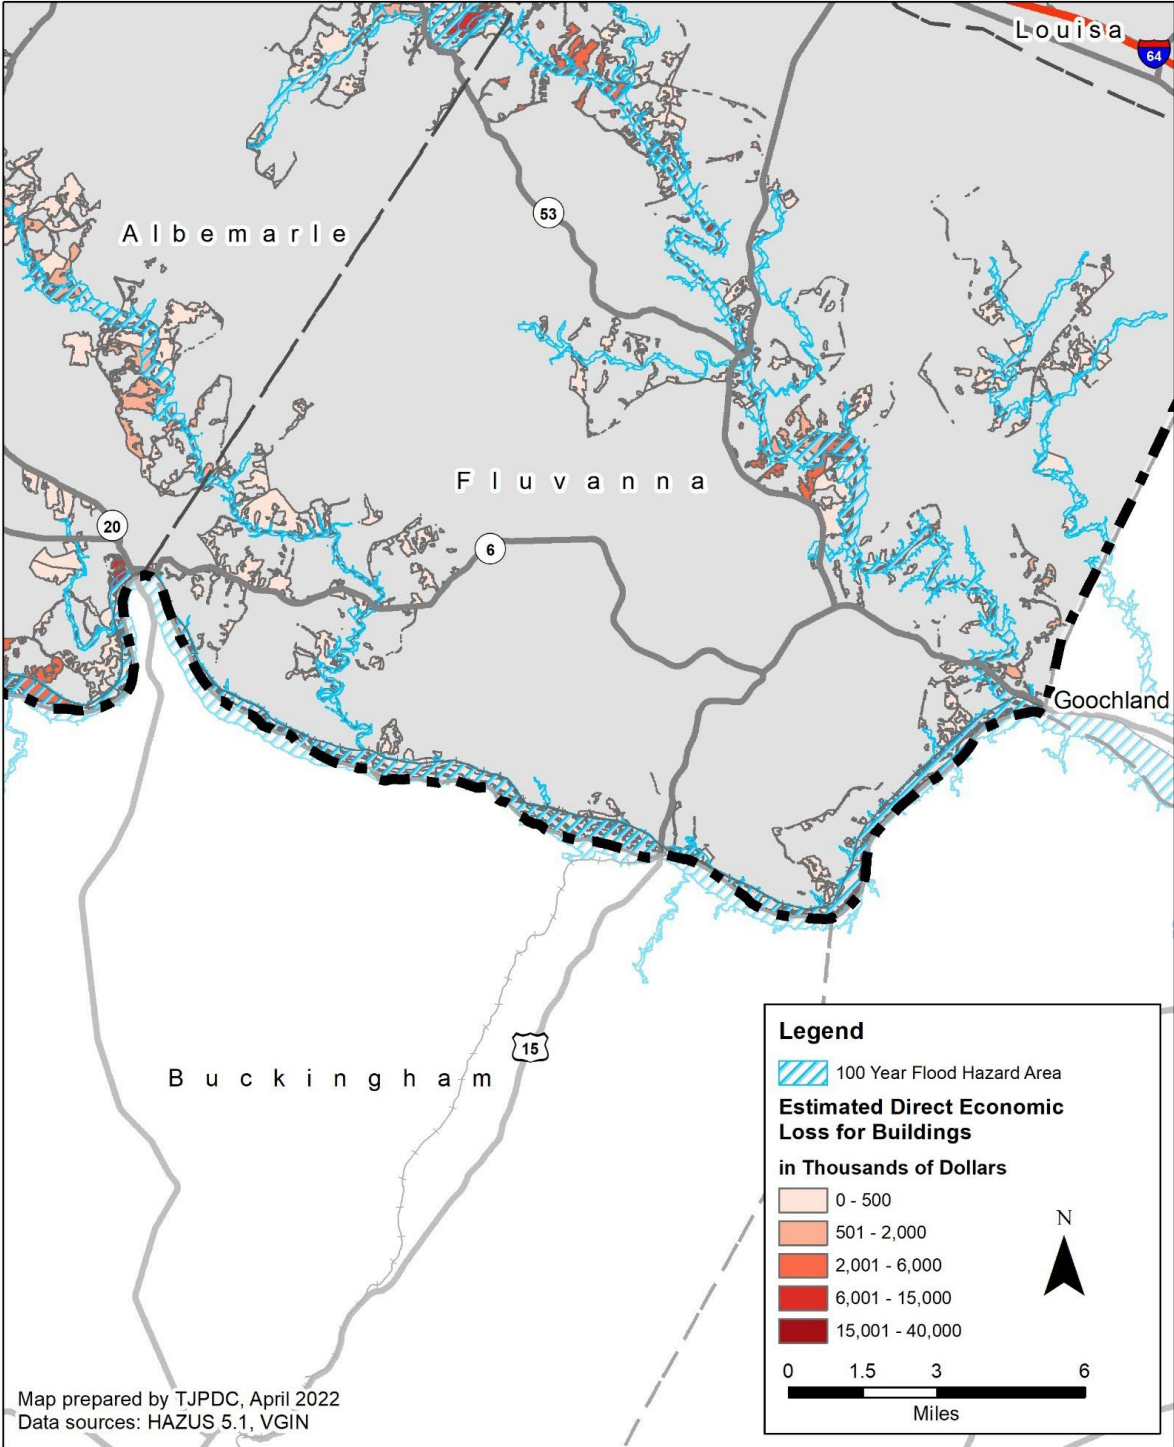 Louisa
64
53
Albemarle
Fluvanna
20
6
Goochland
15
Buckingham
Legend
100 Year Flood Hazard Area
Estimated Direct Economic
Loss for Buildings
in Thousands of Dollars
0 - 500
501 - 2,000
2,001 - 6,000
6,001 - 15,000
15,001 - 40,000
N
0 1.5 3 6
Miles
Map prepared by TJPDC, April 2022
Data sources: HAZUS 5.1, VGIN